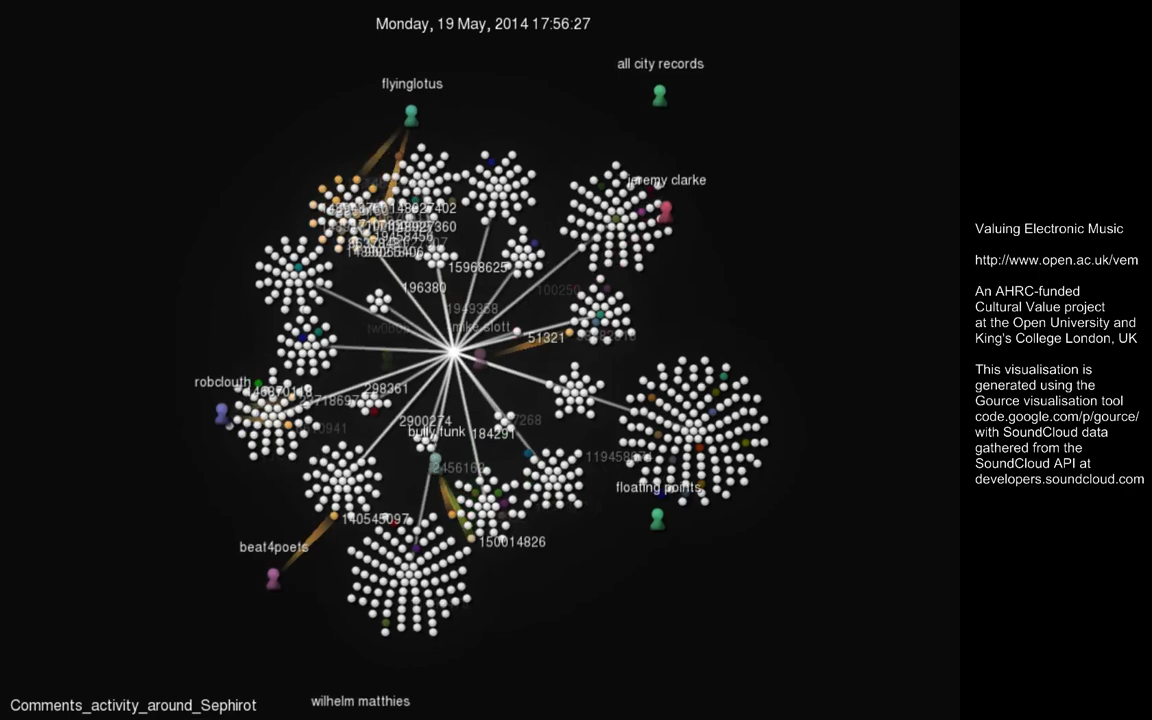 Monday, 19 May, 2014 17:56:27
all city records
flyinglotus
jeremy clarke
15968625
196380
100250
1949368
mike slott
51321
robclouth
298361
2900274
bully funk
184291
floating points
140545097
150014826
beat4poets
wilhelm matthies
Comments_activity_around_Sephirot
Valuing Electronic Music
http://www.open.ac.uk/vem
An AHRC-funded
Cultural Value project
at the Open University and
King's College London, UK
This visualisation is
generated using the
Gource visualisation tool
code.google.com/p/gource/
with SoundCloud data
gathered from the
SoundCloud API at
developers.soundcloud.com